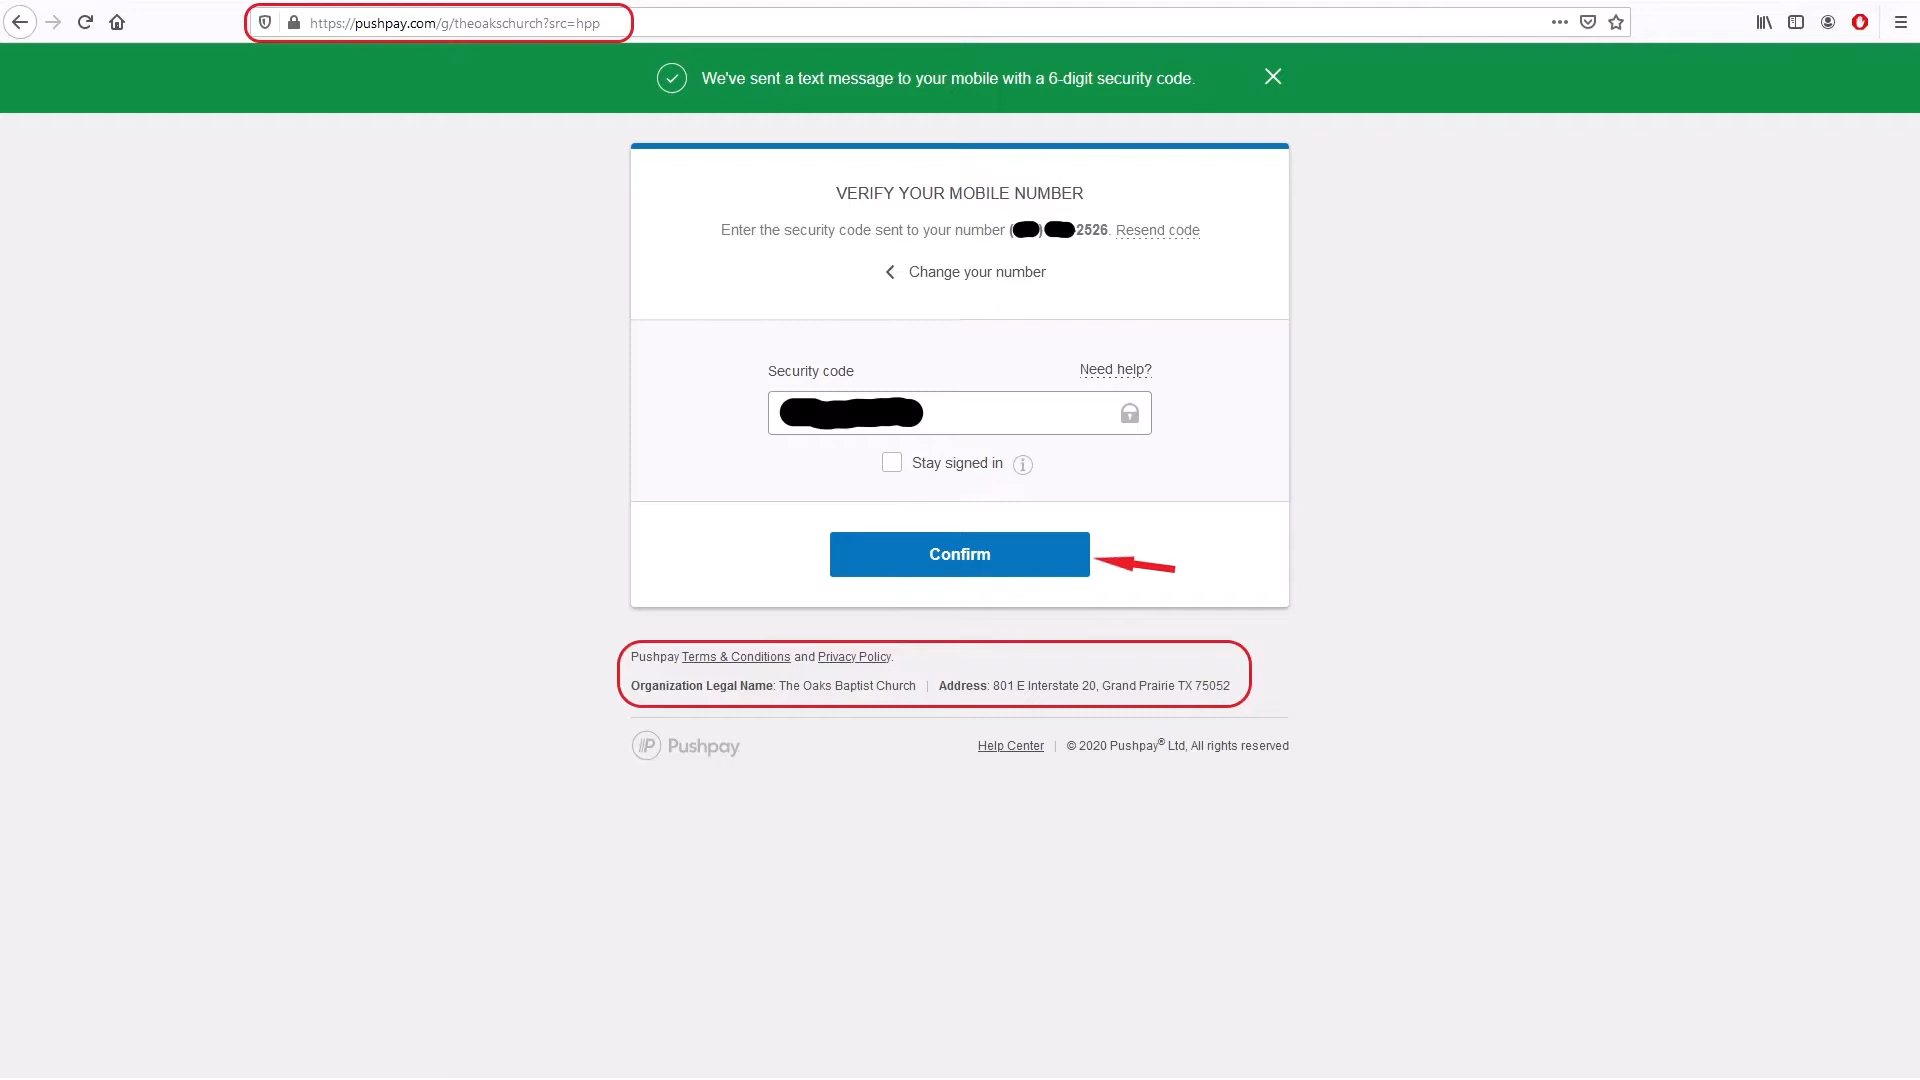 https://pushpay.com/g/theoakschurch?src=hpp
We've sent a text message to your mobile with a 6-digit security code.
VERIFY YOUR MOBILE NUMBER
Enter the security code sent to your number ( ) 2526. Resend code
Change your number
Security code Need help?
Stay signed in
Confirm
Pushpay Terms & Conditions and Privacy Policy.
Organization Legal Name: The Oaks Baptist Church | Address: 801 E Interstate 20, Grand Prairie TX 75052
Pushpay Help Center | © 2020 Pushpay® Ltd, All rights reserved